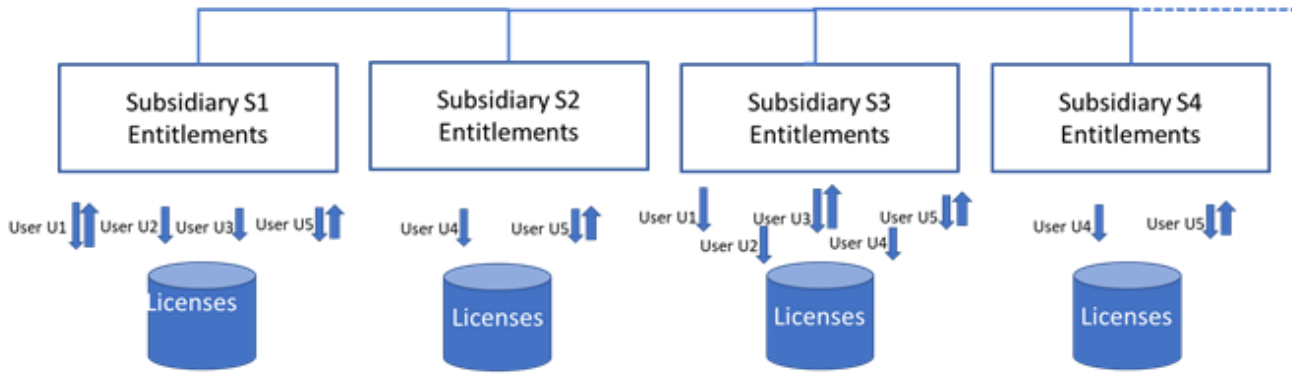 Subsidiary S1
Entitlements
Subsidiary S2
Entitlements
Subsidiary S3
Entitlements
Subsidiary S4
Entitlements
User U1
User U2
User U3
User U5
User U4
User U5
User U1
User U2
User U3
User U4
User U5
User U4
User U5
Licenses
Licenses
Licenses
Licenses